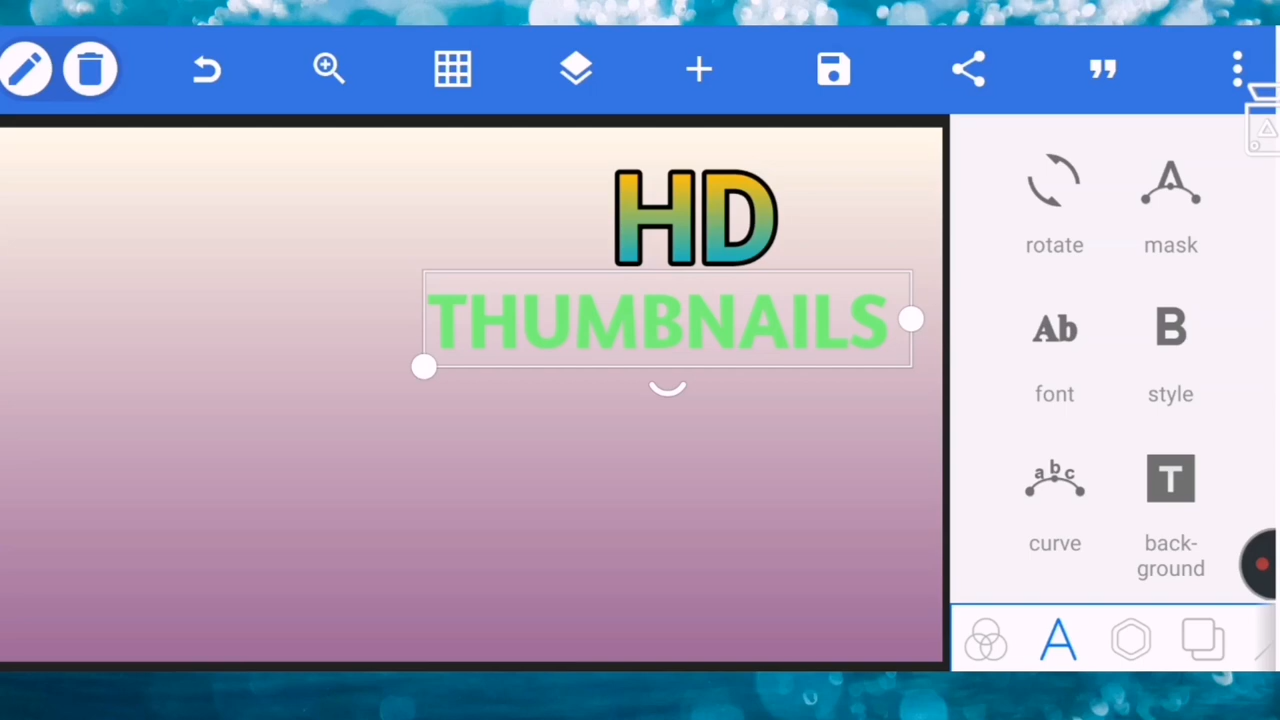 HD
THUMBNAILS
rotate
mask
Ab
B
font
style
abc
T
curve
back-
ground
A